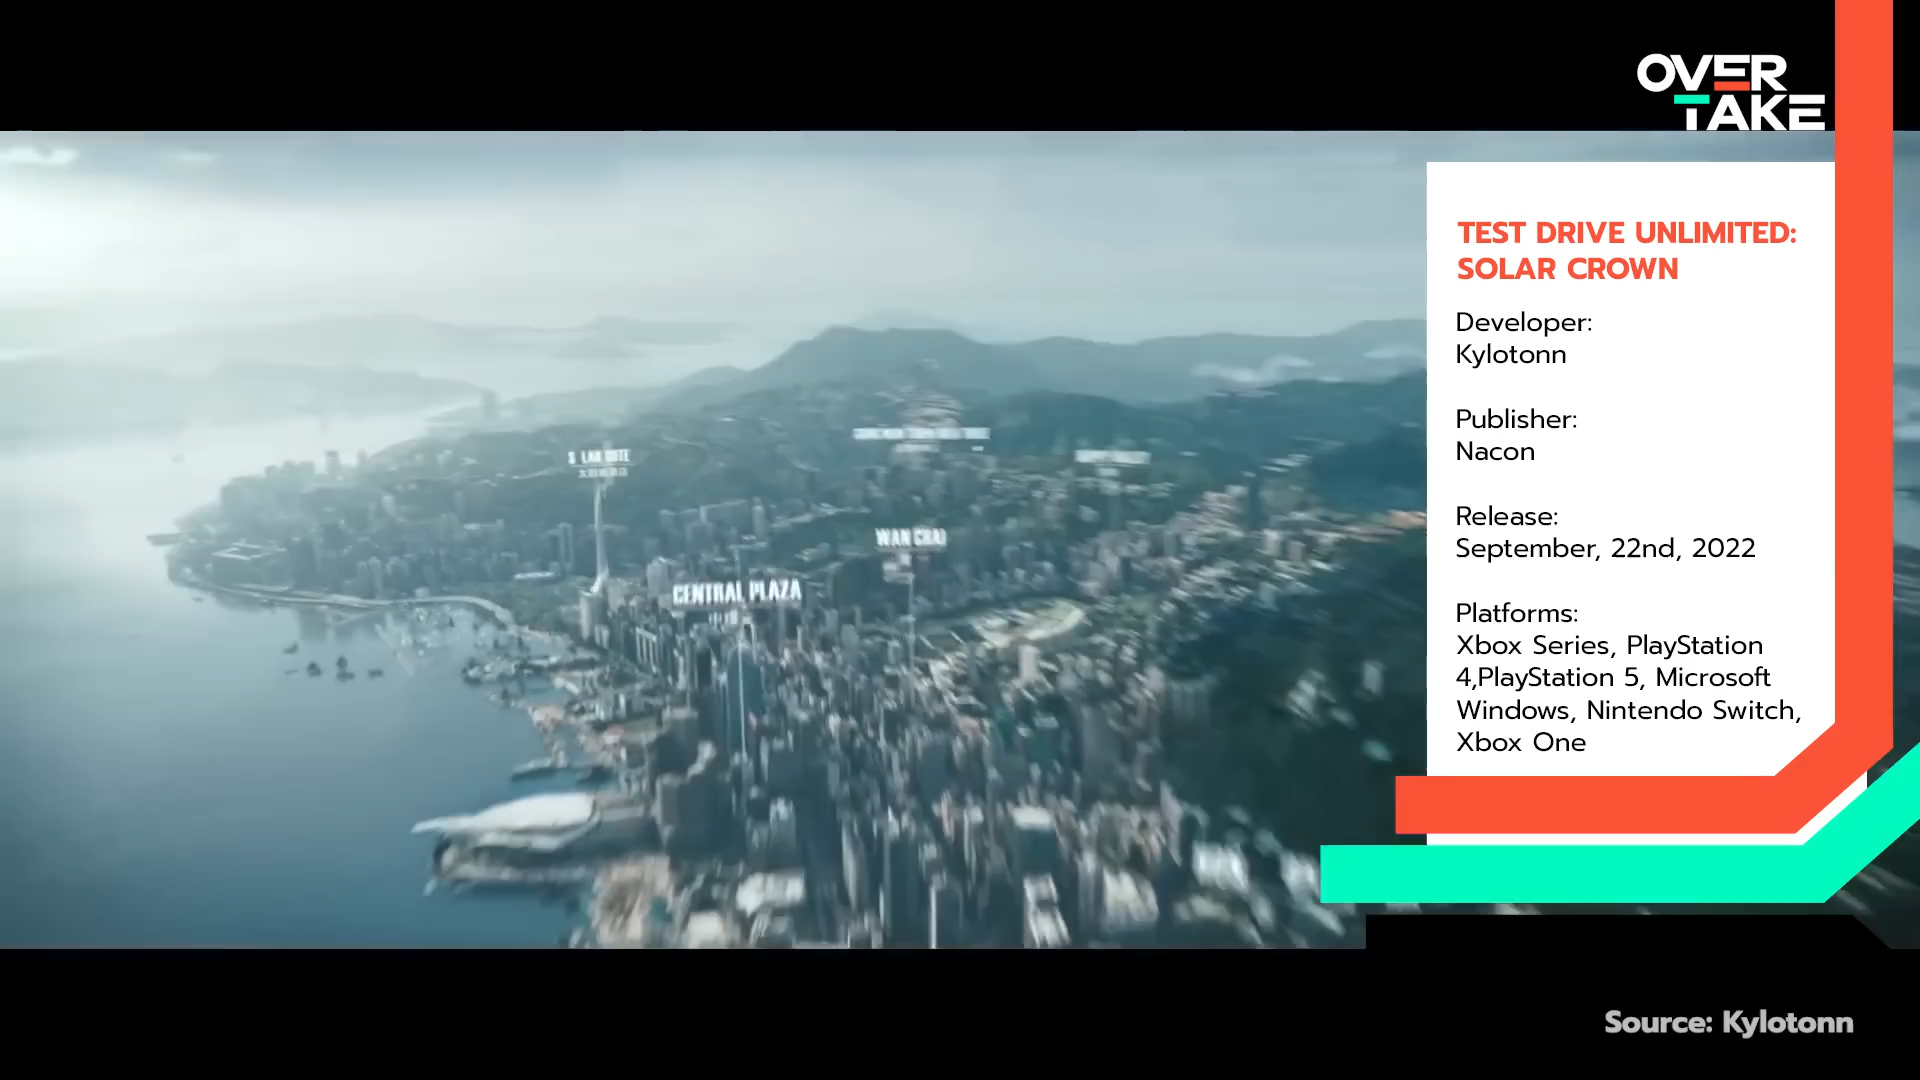 OVER
TAKE
TEST DRIVE UNLIMITED:
SOLAR CROWN
Developer:
Kylotonn
Publisher:
Nacon
Release:
September, 22nd, 2022
Platforms:
Xbox Series, PlayStation
4,PlayStation 5, Microsoft
Windows, Nintendo Switch,
Xbox One
WAN CHAI
CENTRAL PLAZA
Source: Kylotonn